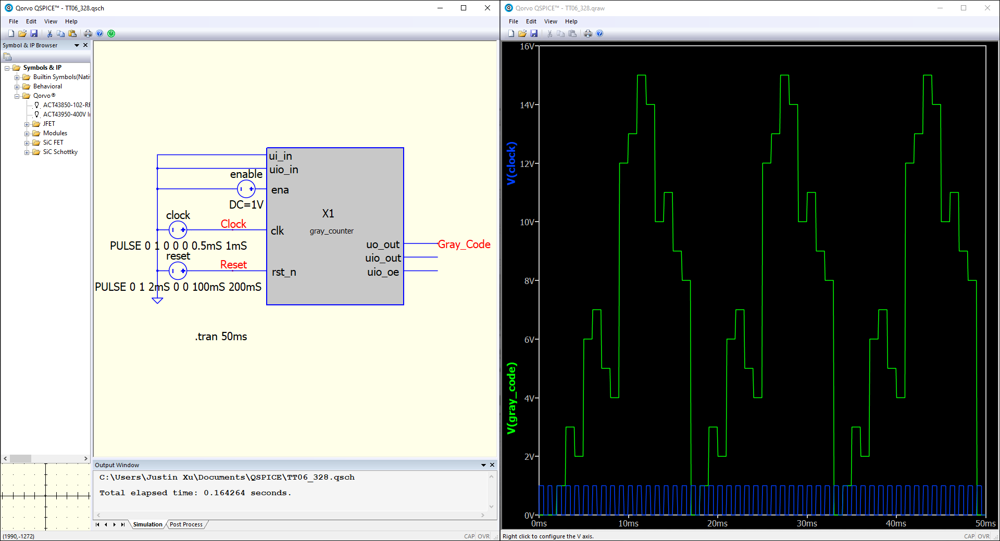 Qorvo QSPICE™ - TT06_328.qsch
File Edit View Help
Symbol & IP Browser
Symbols & IP
Builtin Symbols(Nati
Behavioral
Qorvo®
ACT43850-102-R
ACT43950-400V I
JFET
Modules
SiC FET
SiC Schottky
ui_in
uio_in
enable
ena
DC=1V
X1
clock
Clock
clk
gray_counter
PULSE 0 1 0 0 0 0.5mS 1mS
uo_out
Gray_Code
reset
uio_out
Reset
rst_n
uio_oe
PULSE 0 1 2mS 0 0 100mS 200mS
.tran 50ms
Output Window
C:\Users\Justin Xu\Documents\QSPICE\TT06_328.qsch
Total elapsed time: 0.164264 seconds.
Simulation Post Process
(1990,-1272)
CAP OVR
Qorvo QSPICE™ - TT06_328.qraw
File Edit View Help
16V
14V
12V
10V
8V
6V
4V
2V
0V
V(clock)
V(gray_code)
0ms 10ms 20ms 30ms 40ms 50ms
Right click to configure the V axis.
CAP OVR